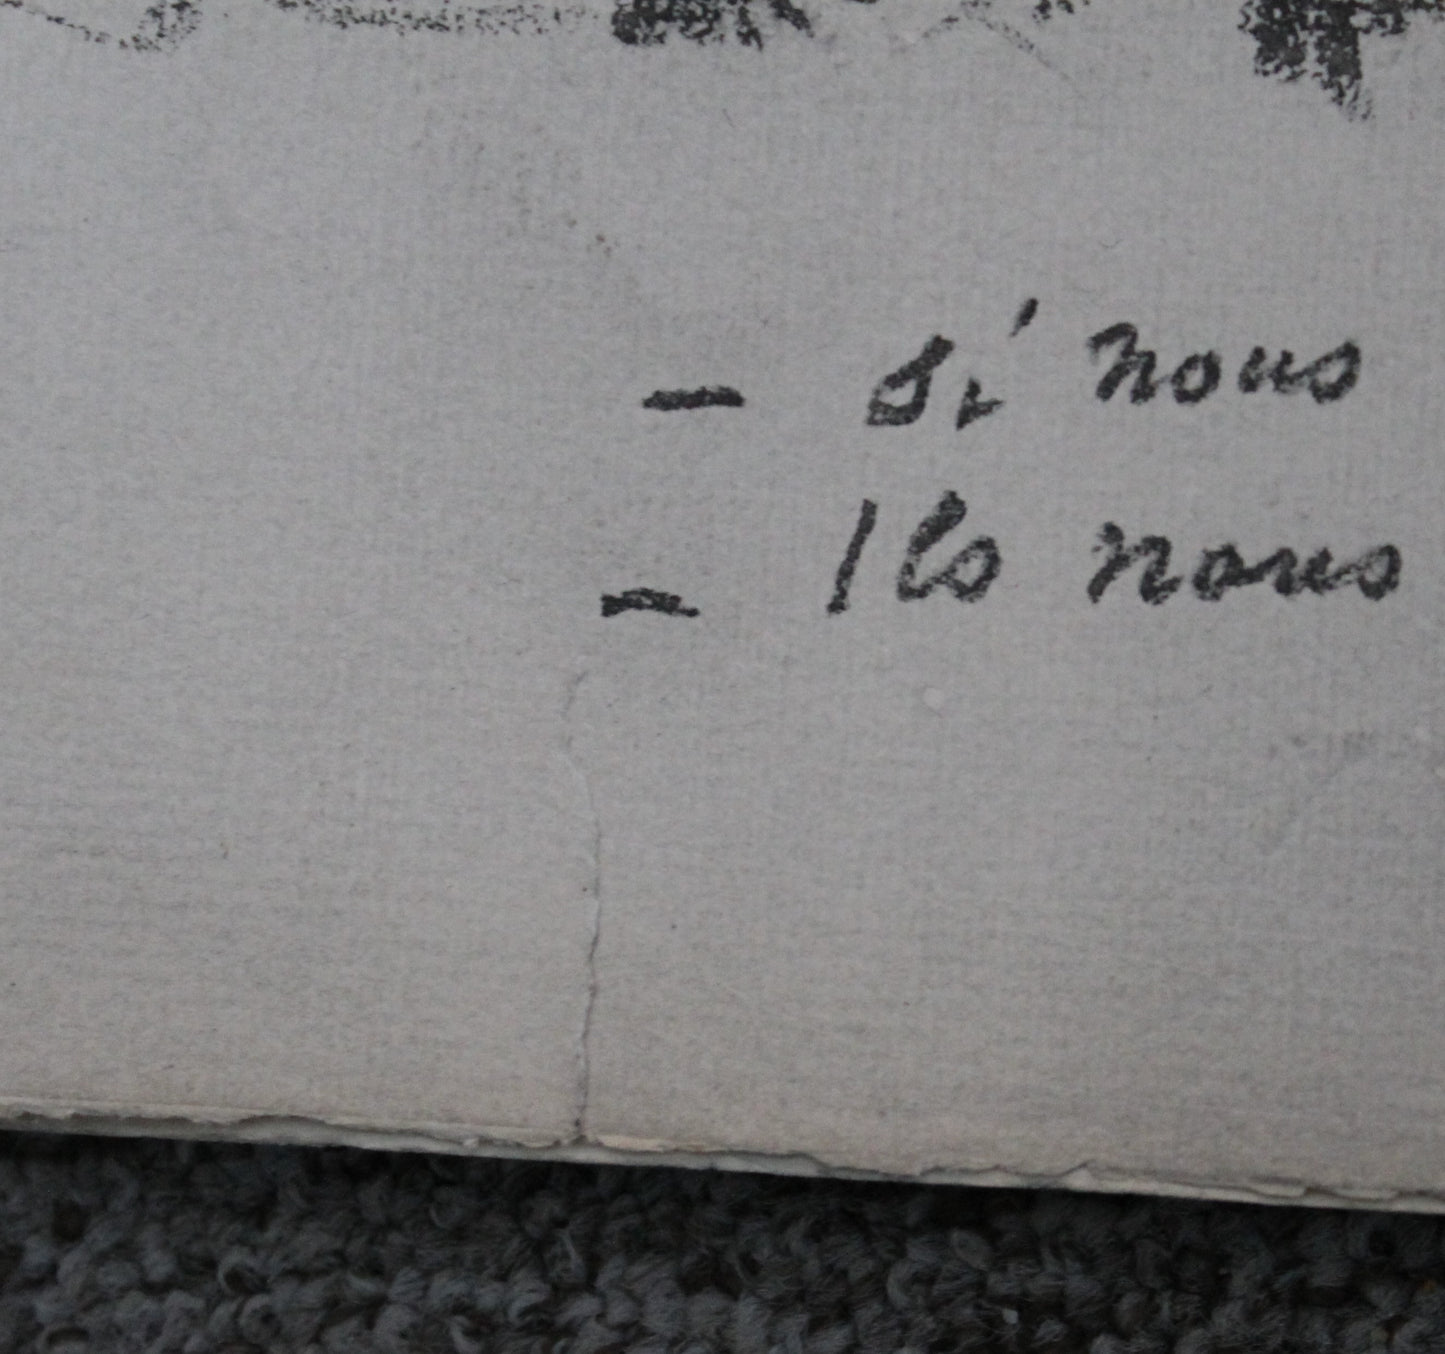 – si nous
– Ils nous